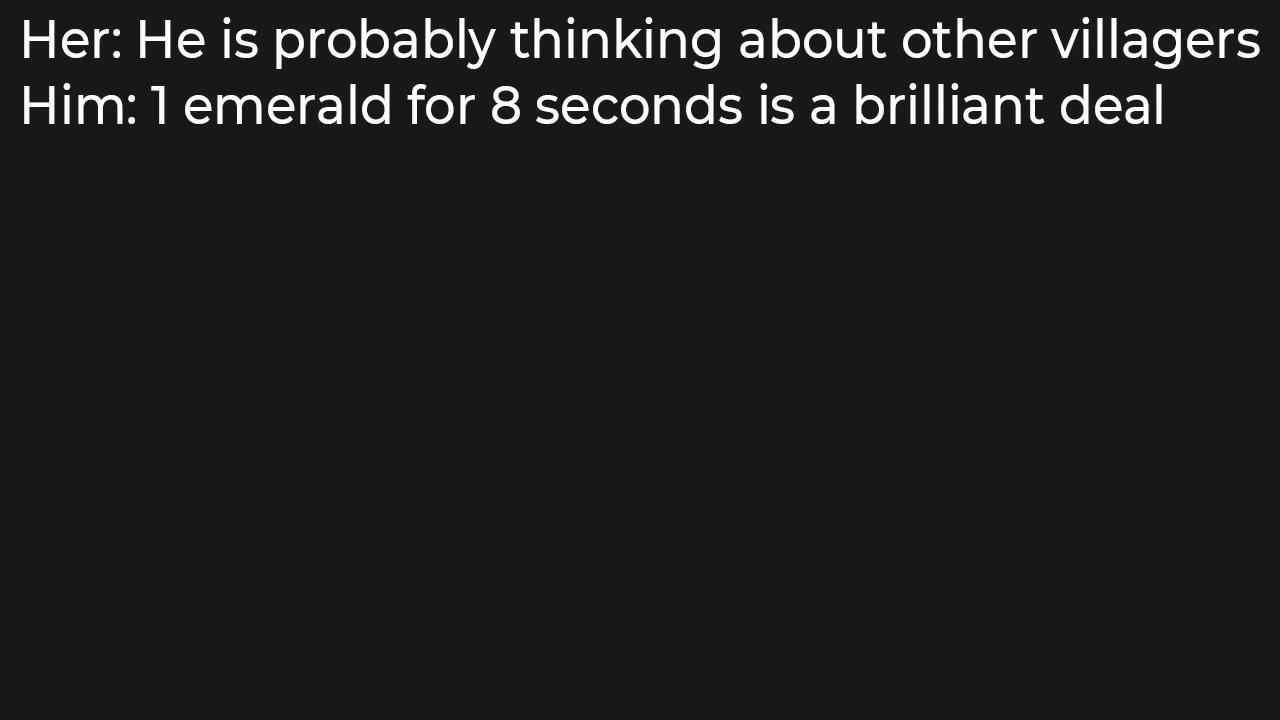 Her: He is probably thinking about other villagers
Him: 1 emerald for 8 seconds is a brilliant deal